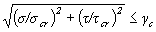 √((σ/σ_cr)² + (τ/τ_cr)²) ≤ γ_c